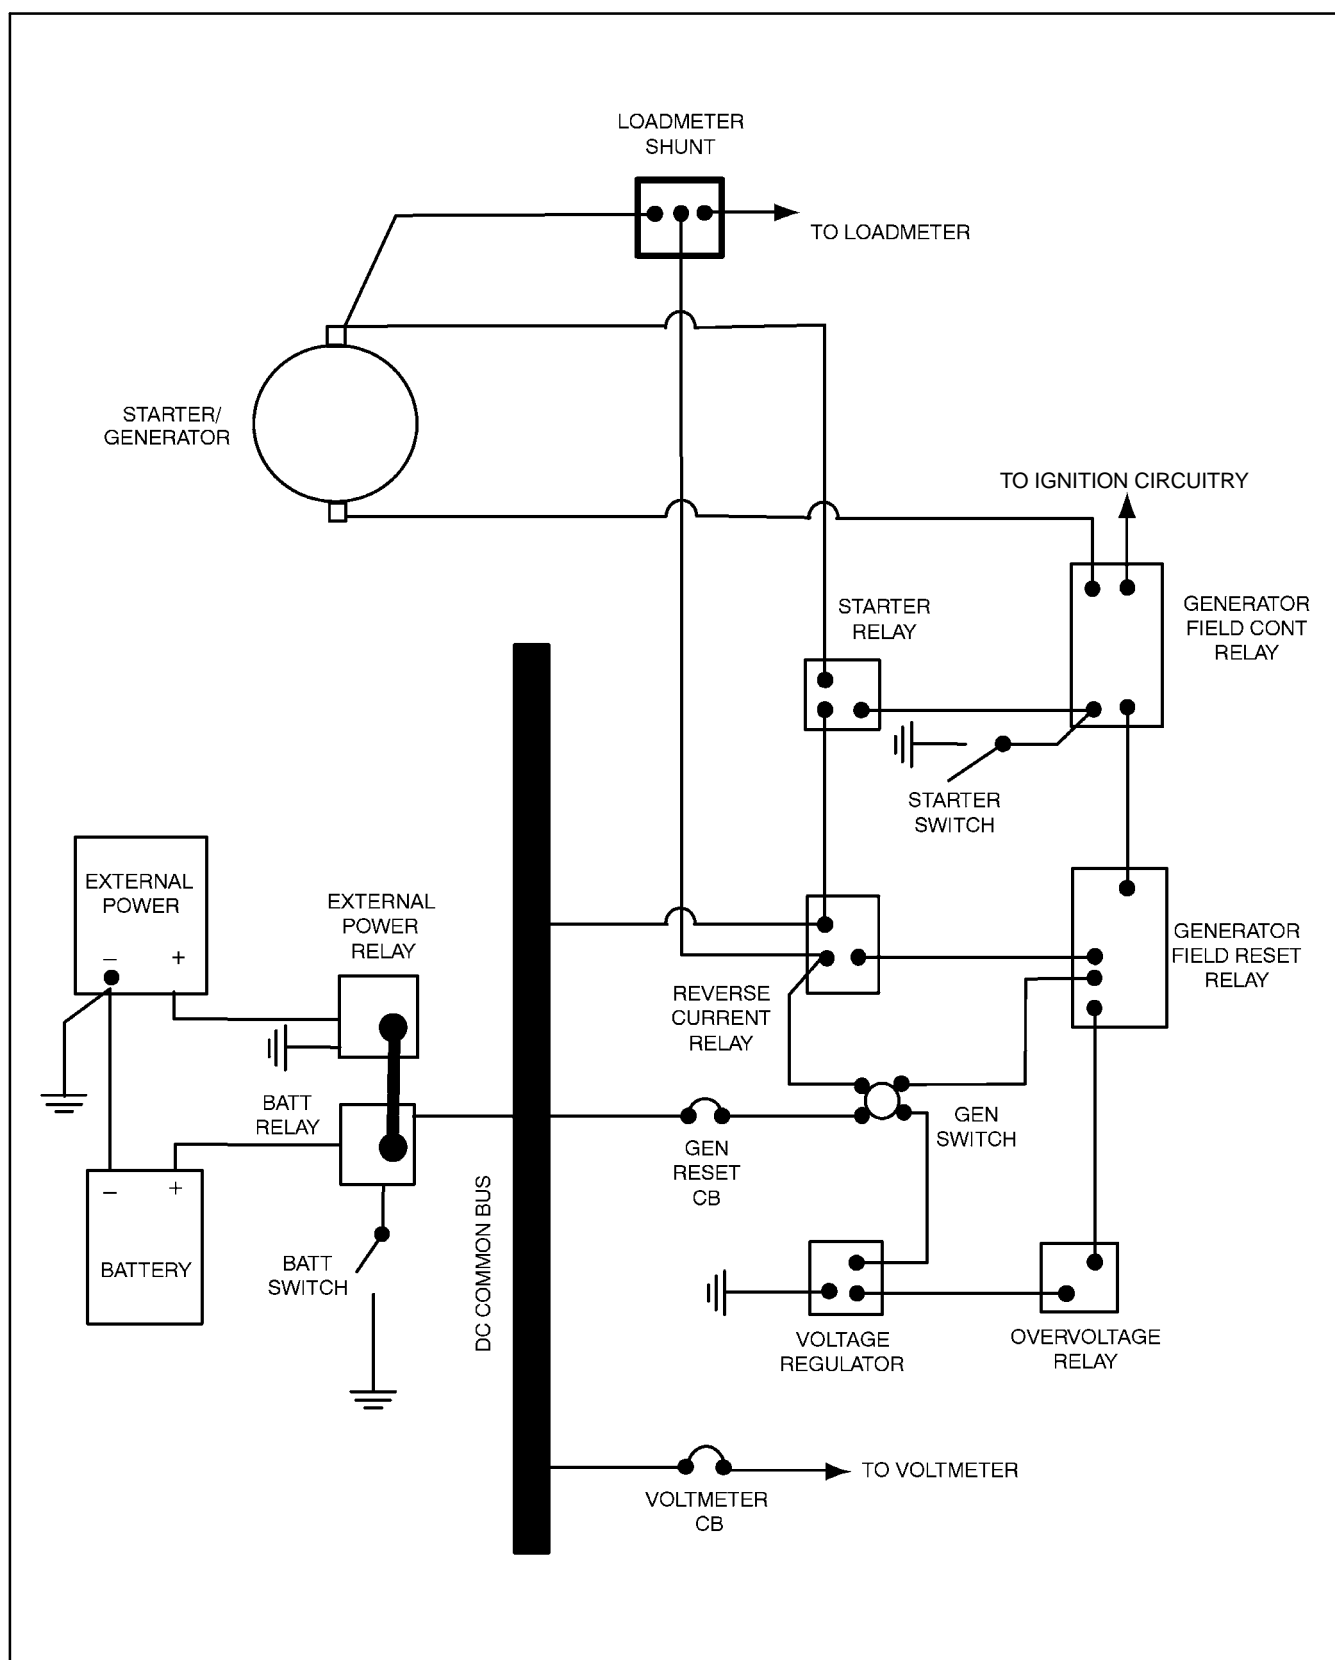 LOADMETER
SHUNT
TO LOADMETER
STARTER/
GENERATOR
TO IGNITION CIRCUITRY
GENERATOR
FIELD CONT
RELAY
STARTER
RELAY
STARTER
SWITCH
EXTERNAL
POWER
– +
EXTERNAL
POWER
RELAY
GENERATOR
FIELD RESET
RELAY
REVERSE
CURRENT
RELAY
BATT
RELAY
GEN
SWITCH
GEN
RESET
CB
– +
BATTERY
BATT
SWITCH
DC COMMON BUS
VOLTAGE
REGULATOR
OVERVOLTAGE
RELAY
TO VOLTMETER
VOLTMETER
CB